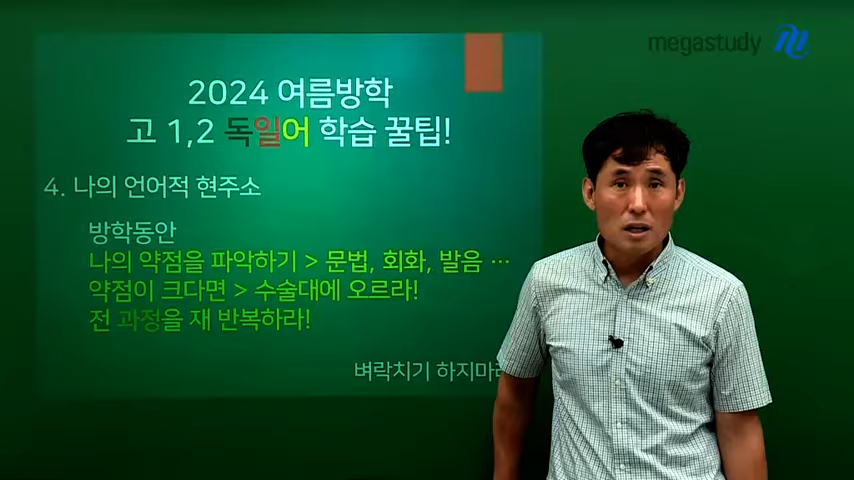 megastudy
2024 여름방학
고 1,2 독일어 학습 꿀팁!
4. 나의 언어적 현주소
방학동안
나의 약점을 파악하기 > 문법, 회화, 발음 …
약점이 크다면 > 수술대에 오르라!
전 과정을 재 반복하라!
벼락치기 하지마라